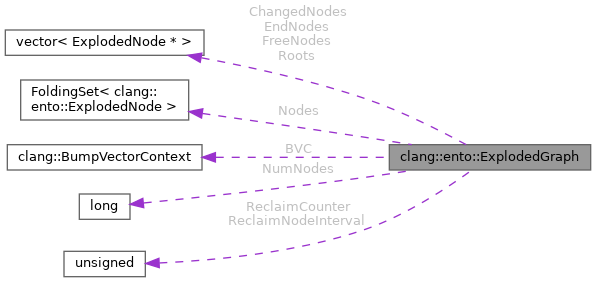 ChangedNodes
EndNodes
FreeNodes
Roots
vector< ExplodedNode * >
FoldingSet< clang::
ento::ExplodedNode >
Nodes
clang::BumpVectorContext
BVC
clang::ento::ExplodedGraph
NumNodes
long
ReclaimCounter
ReclaimNodeInterval
unsigned